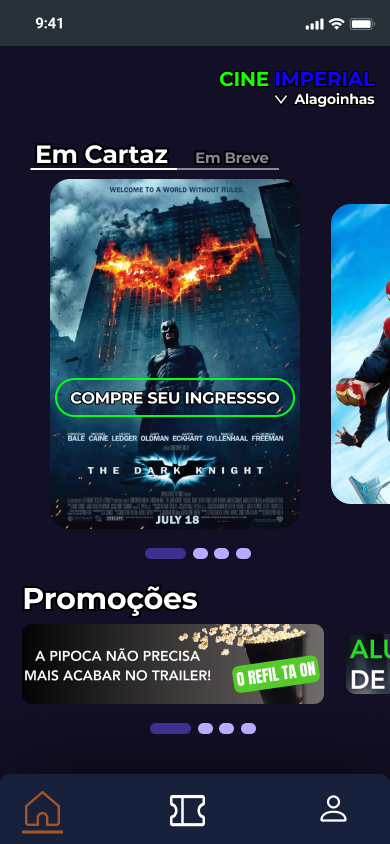 9:41
CINE IMPERIAL
Alagoinhas
Em Cartaz
Em Breve
WELCOME TO A WORLD WITHOUT RULES.
COMPRE SEU INGRESSSO
BALE CAINE LEDGER OLDMAN ECKHART GYLLENHAAL FREEMAN
THE DARK KNIGHT
JULY 18
Promoções
A PIPOCA NÃO PRECISA
MAIS ACABAR NO TRAILER!
O REFIL TA ON
ALU
DE